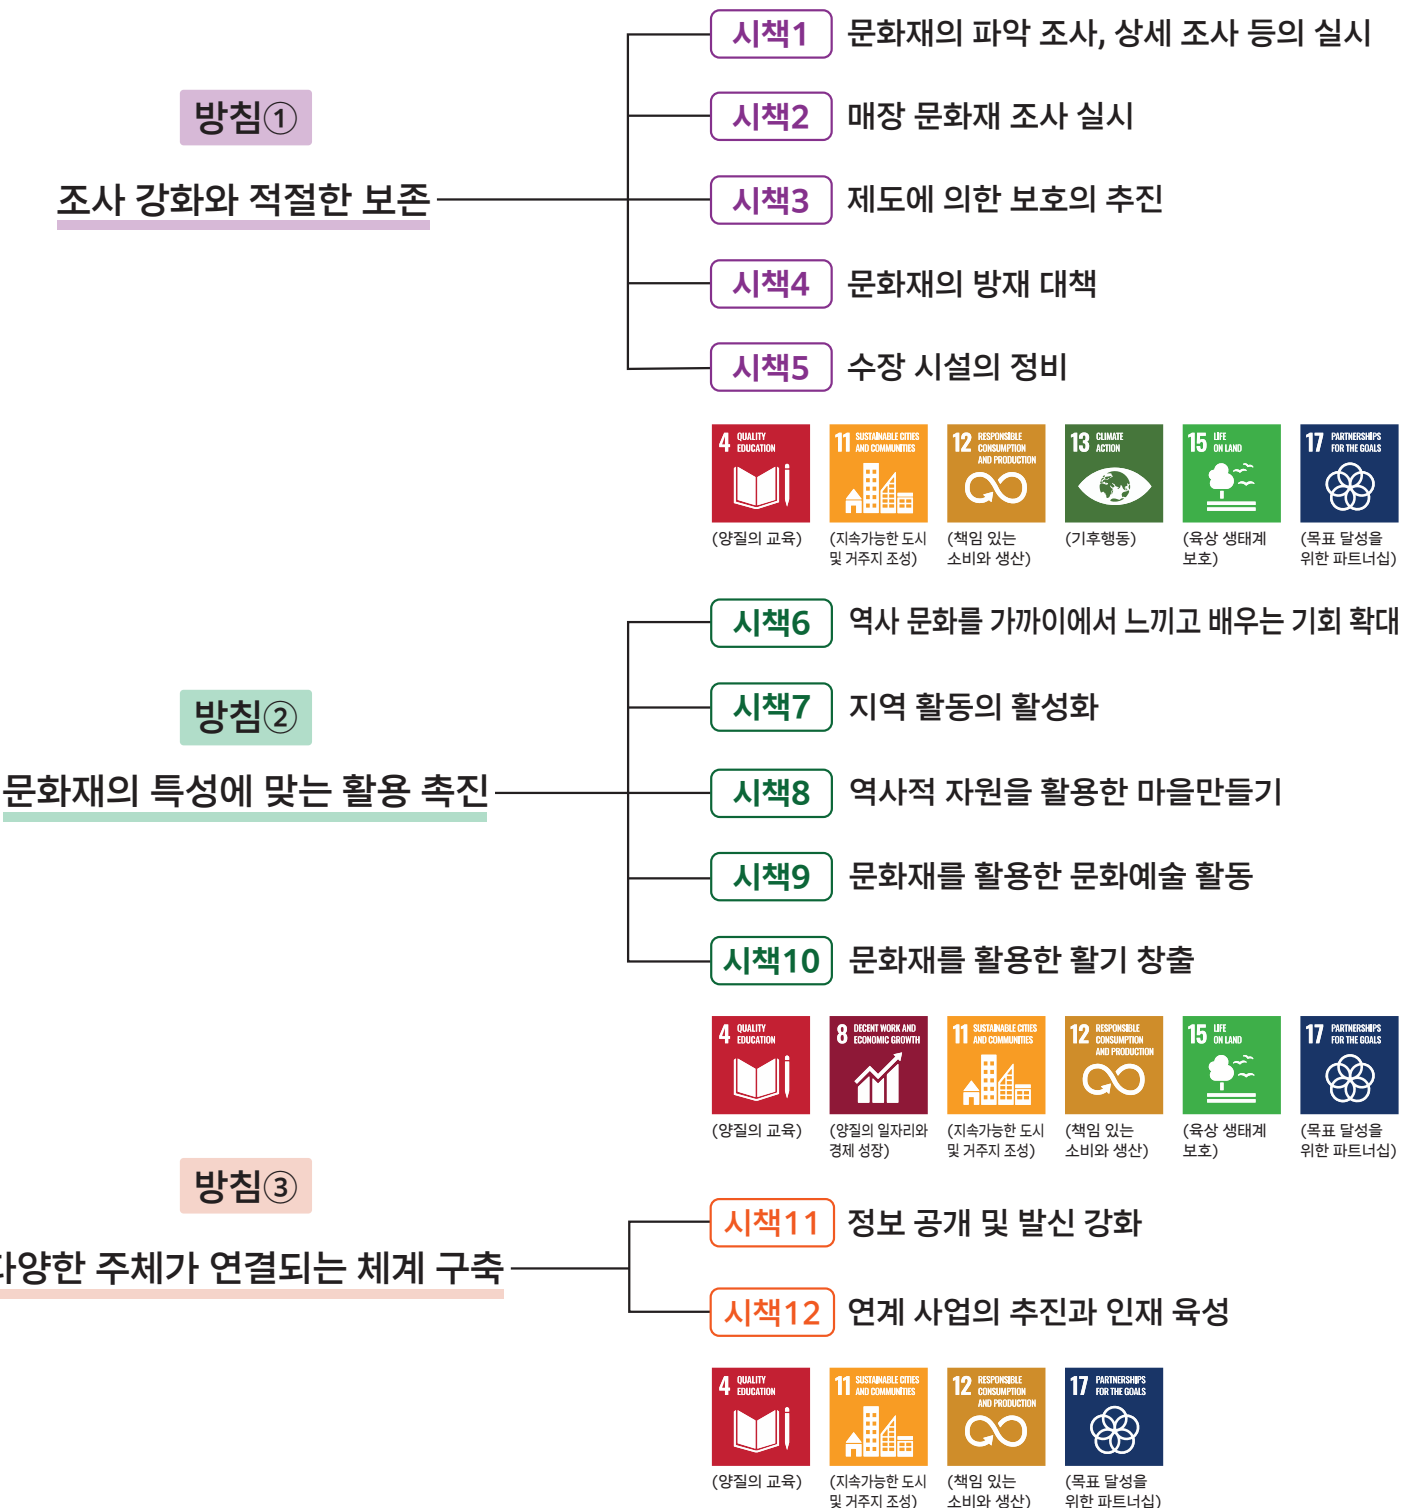 방침①
조사 강화와 적절한 보존
시책1 문화재의 파악 조사, 상세 조사 등의 실시
시책2 매장 문화재 조사 실시
시책3 제도에 의한 보호의 추진
시책4 문화재의 방재 대책
시책5 수장 시설의 정비
4 QUALITY
EDUCATION
(양질의 교육)
11 SUSTAINABLE CITIES
AND COMMUNITIES
(지속가능한 도시
및 거주지 조성)
12 RESPONSIBLE
CONSUMPTION
AND PRODUCTION
(책임 있는
소비와 생산)
13 CLIMATE
ACTION
(기후행동)
15 LIFE
ON LAND
(육상 생태계
보호)
17 PARTNERSHIPS
FOR THE GOALS
(목표 달성을
위한 파트너십)
방침②
문화재의 특성에 맞는 활용 촉진
시책6 역사 문화를 가까이에서 느끼고 배우는 기회 확대
시책7 지역 활동의 활성화
시책8 역사적 자원을 활용한 마을만들기
시책9 문화재를 활용한 문화예술 활동
시책10 문화재를 활용한 활기 창출
4 QUALITY
EDUCATION
(양질의 교육)
8 DECENT WORK AND
ECONOMIC GROWTH
(양질의 일자리와
경제 성장)
11 SUSTAINABLE CITIES
AND COMMUNITIES
(지속가능한 도시
및 거주지 조성)
12 RESPONSIBLE
CONSUMPTION
AND PRODUCTION
(책임 있는
소비와 생산)
15 LIFE
ON LAND
(육상 생태계
보호)
17 PARTNERSHIPS
FOR THE GOALS
(목표 달성을
위한 파트너십)
방침③
다양한 주체가 연결되는 체계 구축
시책11 정보 공개 및 발신 강화
시책12 연계 사업의 추진과 인재 육성
4 QUALITY
EDUCATION
(양질의 교육)
11 SUSTAINABLE CITIES
AND COMMUNITIES
(지속가능한 도시
및 거주지 조성)
12 RESPONSIBLE
CONSUMPTION
AND PRODUCTION
(책임 있는
소비와 생산)
17 PARTNERSHIPS
FOR THE GOALS
(목표 달성을
위한 파트너십)